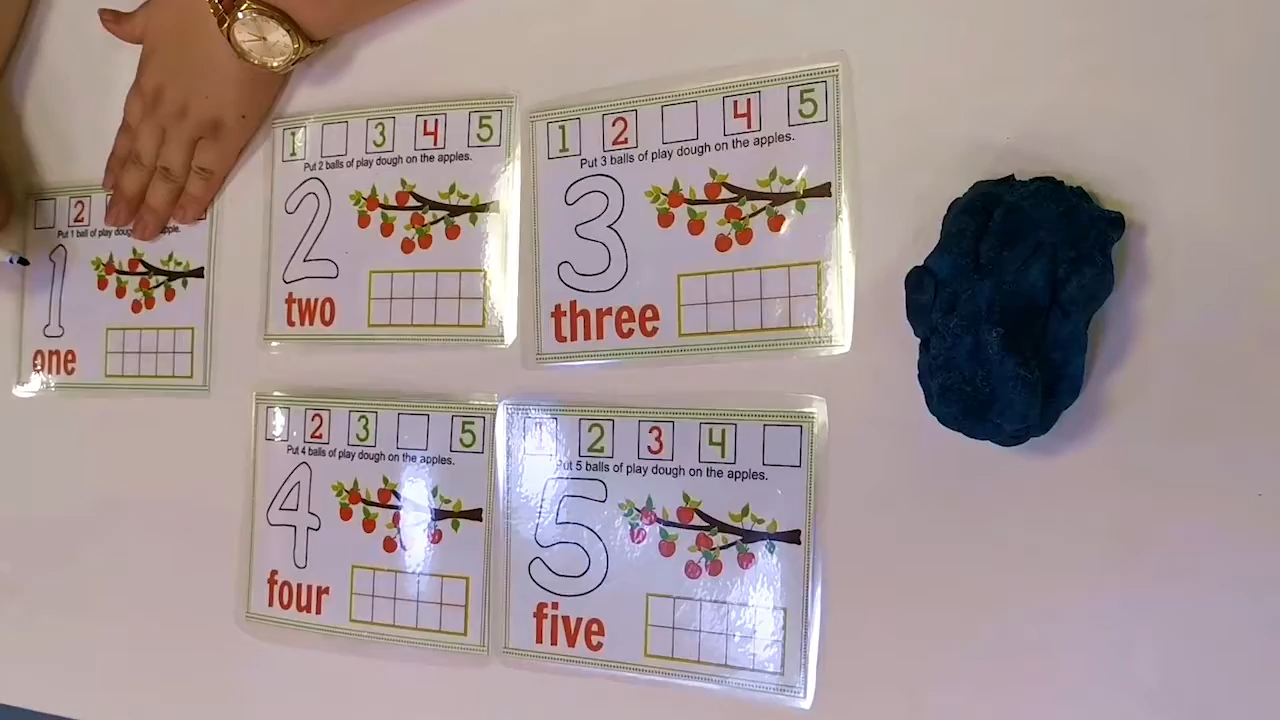 2
Put 1 ball of play dough apple.
1
one
1 3 4 5
Put 2 balls of play dough on the apples.
2
two
1 2 4 5
Put 3 balls of play dough on the apples.
3
three
1 2 3 5
Put 4 balls of play dough on the apples.
4
four
1 2 3 4
Put 5 balls of play dough on the apples.
5
five